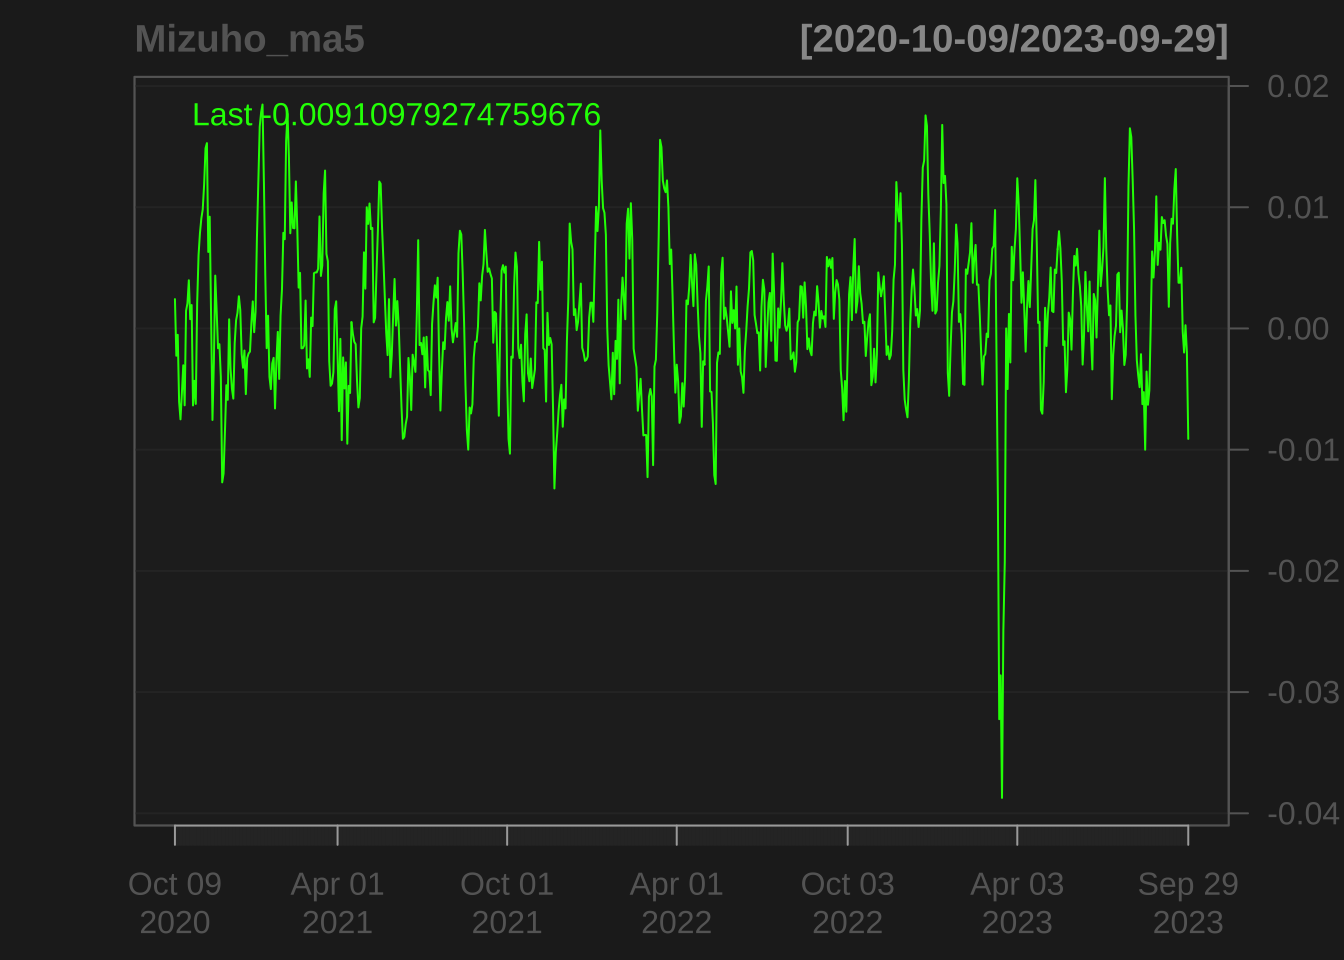 Mizuho_ma5
[2020-10-09/2023-09-29]
Last -0.00910979274759676
0.02
0.01
0.00
-0.01
-0.02
-0.03
-0.04
Oct 09 2020
Apr 01 2021
Oct 01 2021
Apr 01 2022
Oct 03 2022
Apr 03 2023
Sep 29 2023